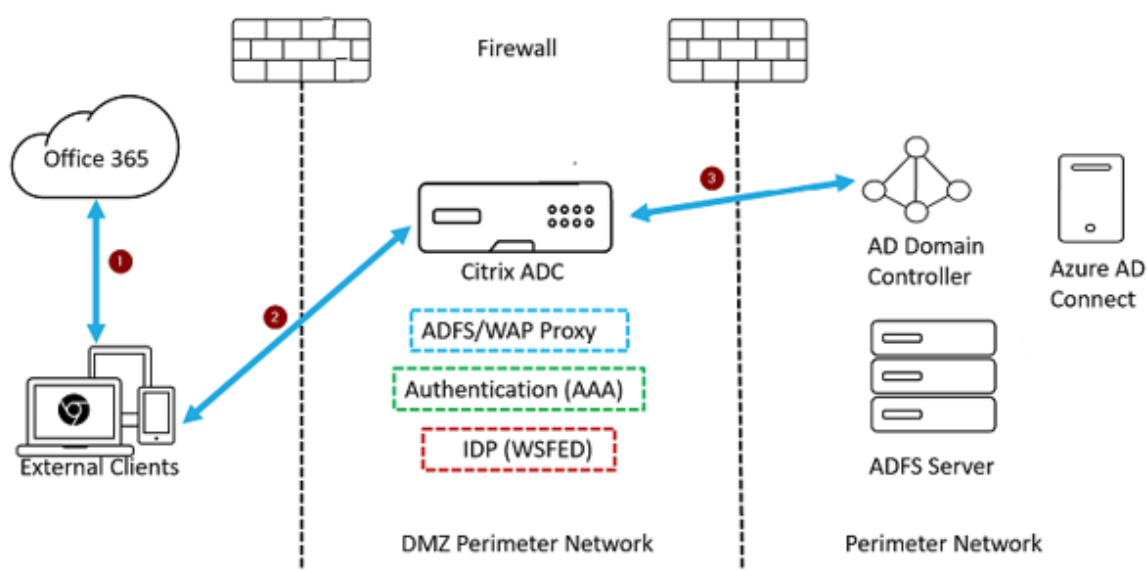 Firewall
Office 365
1
2
3
External Clients
Citrix ADC
ADFS/WAP Proxy
Authentication (AAA)
IDP (WSFED)
DMZ Perimeter Network
AD Domain
Controller
Azure AD
Connect
ADFS Server
Perimeter Network